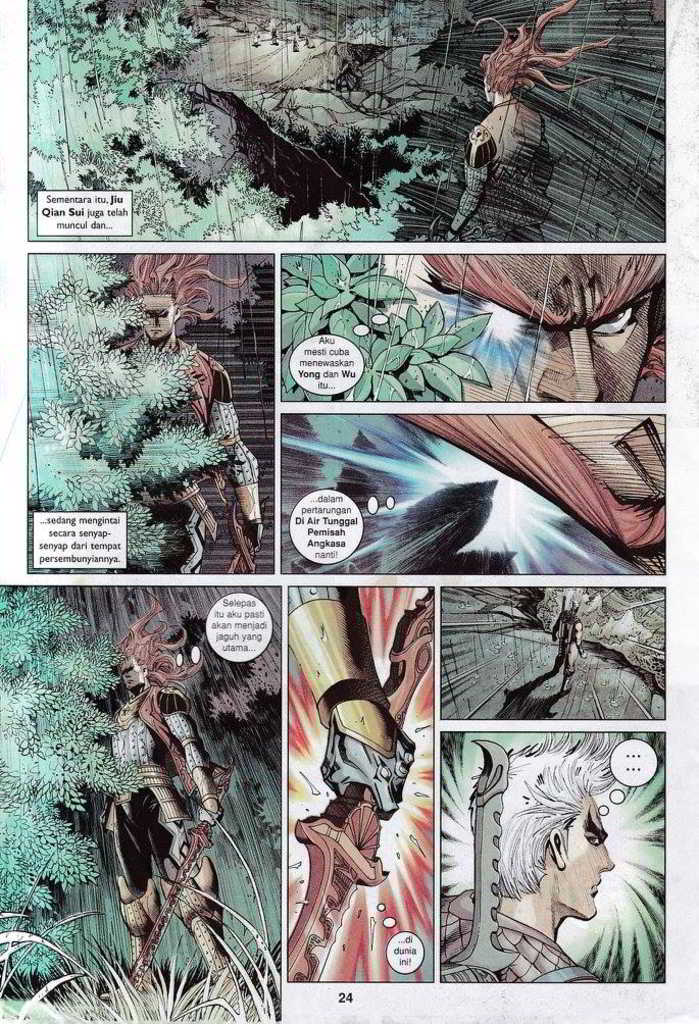 Sementara itu, Jiu
Qian Sui juga telah
muncul dan...
Aku
mesti cuba
menewaskan
Yong dan Wu
itu...
...sedang mengintai
secara senyap-
senyap dari tempat
persembunyiannya.
...dalam
pertarungan
Di Air Tunggal
Pemisah
Angkasa
nanti!
Selepas
itu aku pasti
akan menjadi
jaguh yang
utama...
...di
dunia
ini!
...
...
24